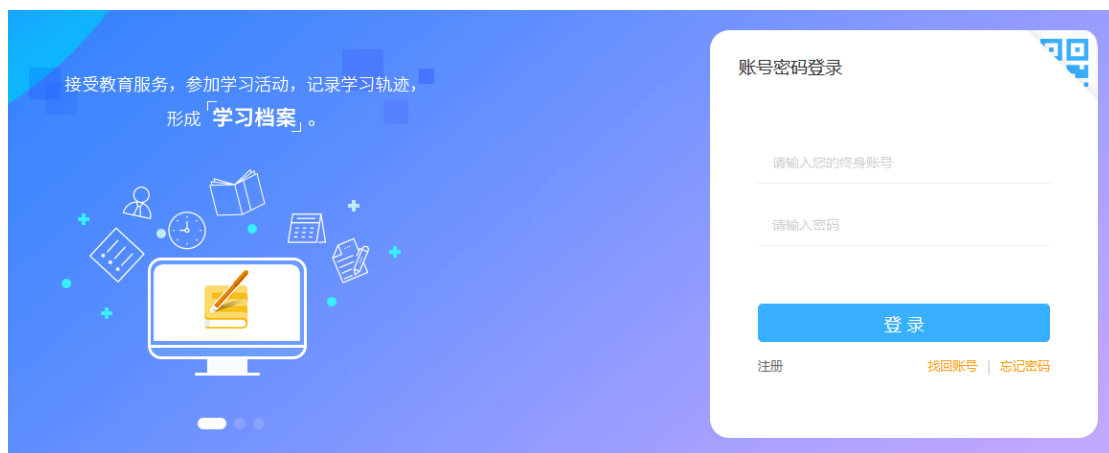 接受教育服务，参加学习活动，记录学习轨迹，
形成「学习档案」。
账号密码登录
请输入您的终身账号
请输入密码
登 录
注册
找回账号 | 忘记密码